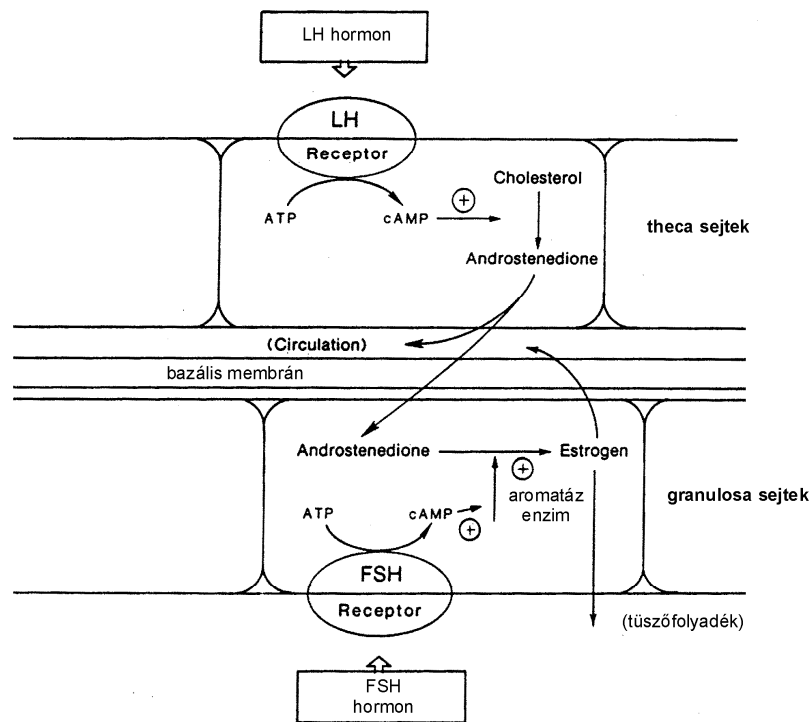 LH hormon
LH
Receptor
ATP
cAMP
+
Cholesterol
Androstenedione
theca sejtek
(Circulation)
bazális membrán
Androstenedione
Estrogen
+
aromatáz
enzim
granulosa sejtek
ATP
cAMP
+
FSH
Receptor
(tüszőfolyadék)
FSH
hormon